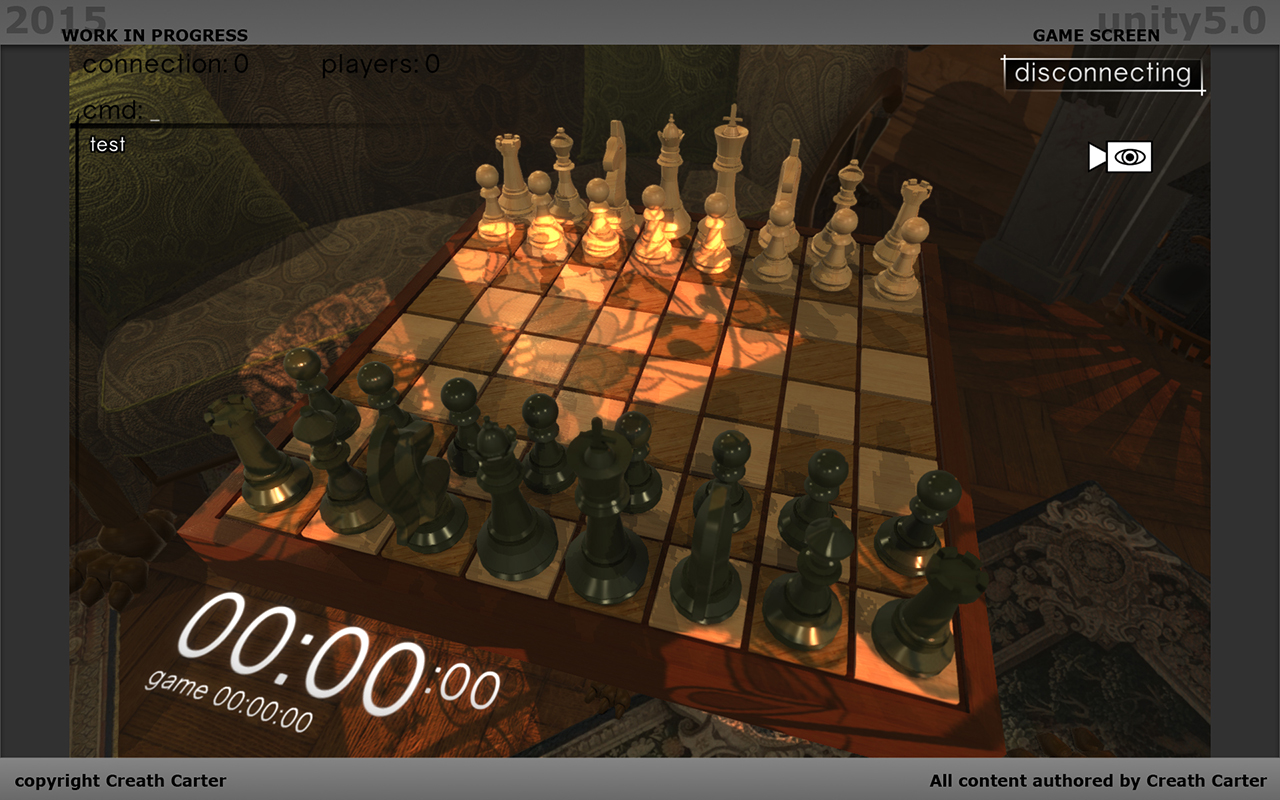 2015
unity5.0
WORK IN PROGRESS
GAME SCREEN
connection: 0 players: 0
disconnecting
cmd: _
test
00:00:00
game 00:00:00
copyright Creath Carter
All content authored by Creath Carter